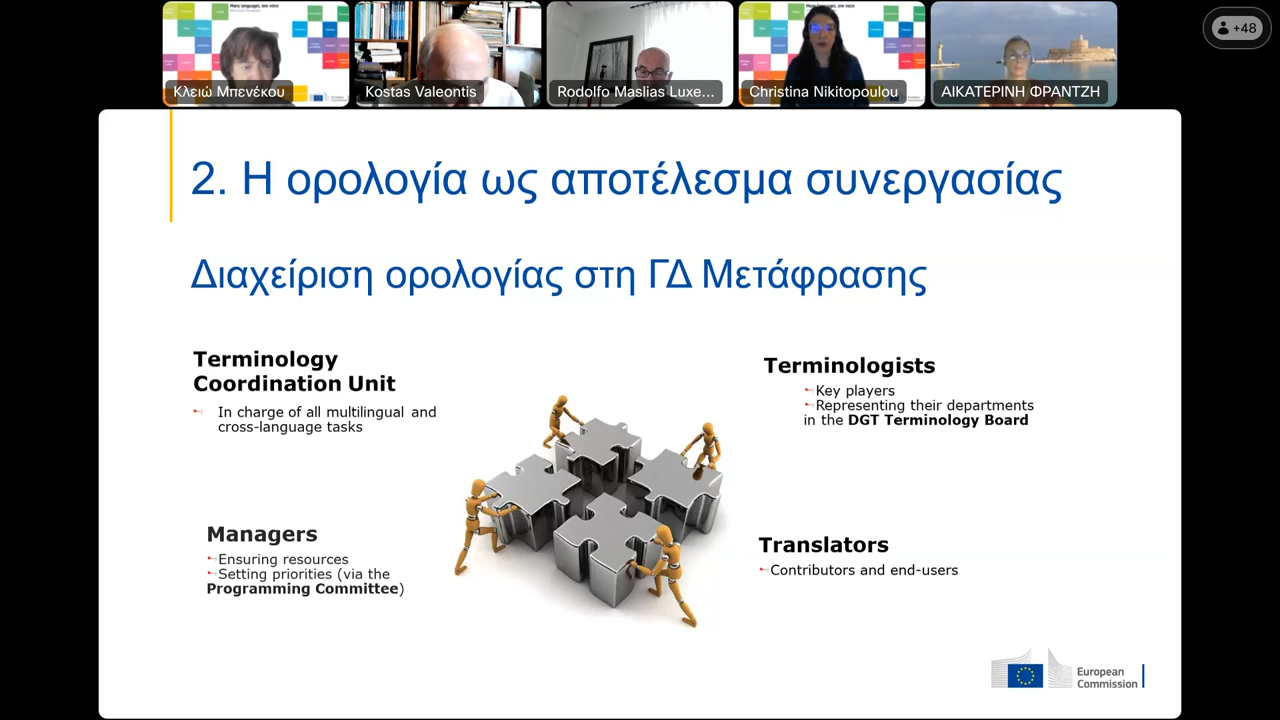 Κλειώ Μπενέκου
Kostas Valeontis
Rodolfo Maslias Luxe...
Christina Nikitopoulou
ΑΙΚΑΤΕΡΙΝΗ ΦΡΑΝΤΖΗ
+48
2. Η ορολογία ως αποτέλεσμα συνεργασίας
Διαχείριση ορολογίας στη ΓΔ Μετάφρασης
Terminology
Coordination Unit
In charge of all multilingual and
cross-language tasks
Terminologists
Key players
Representing their departments
in the DGT Terminology Board
Managers
Ensuring resources
Setting priorities (via the
Programming Committee)
Translators
Contributors and end-users
European
Commission